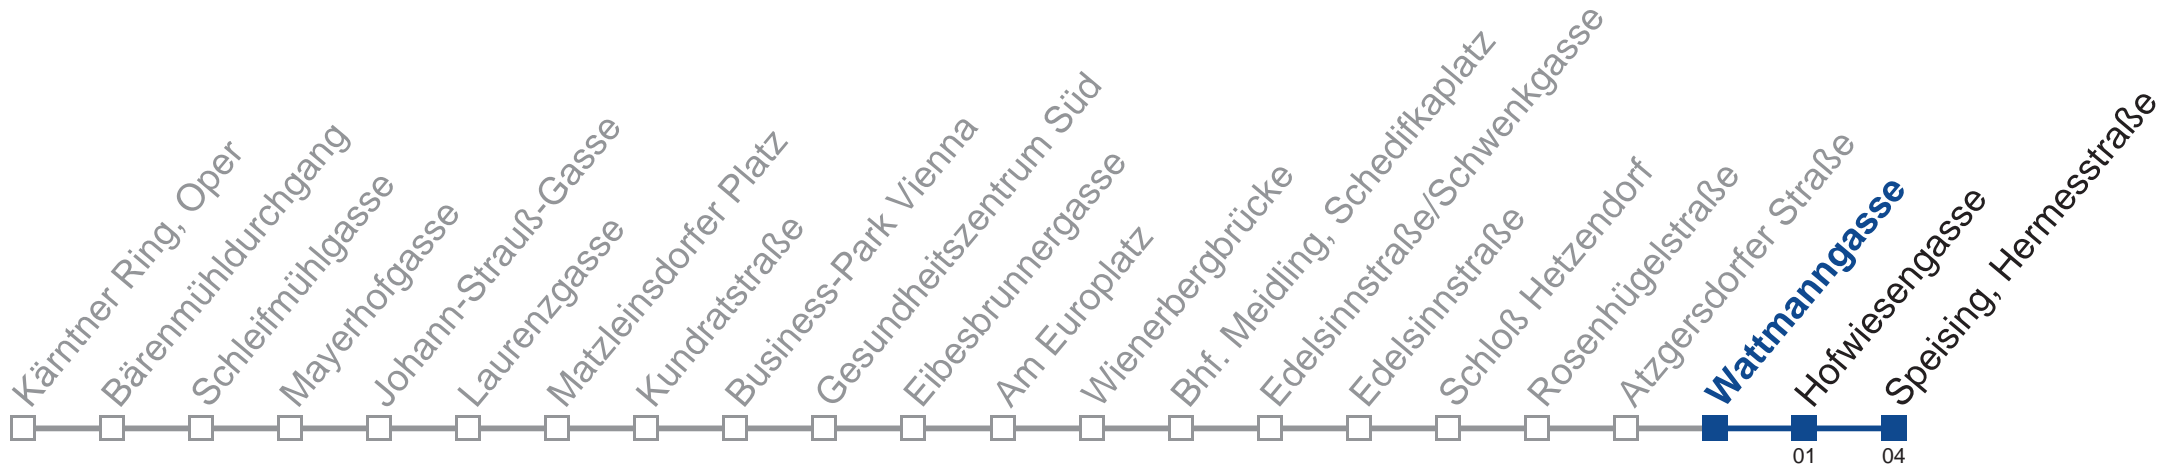 Kärntner Ring, Oper
Bärenmühldurchgang
Schleifmühlgasse
Mayerhofgasse
Johann-Strauß-Gasse
Laurenzgasse
Matzleinsdorfer Platz
Kundratstraße
Business-Park Vienna
Gesundheitszentrum Süd
Eibesbrunnergasse
Am Europlatz
Wienerbergbrücke
Bhf. Meidling, Schedifkaplatz
Edelsinnstraße/Schwenkgasse
Edelsinnstraße
Schloß Hetzendorf
Rosenhügelstraße
Atzgersdorfer Straße
Wattmanngasse
Hofwiesengasse
Speising, Hermesstraße
01
04